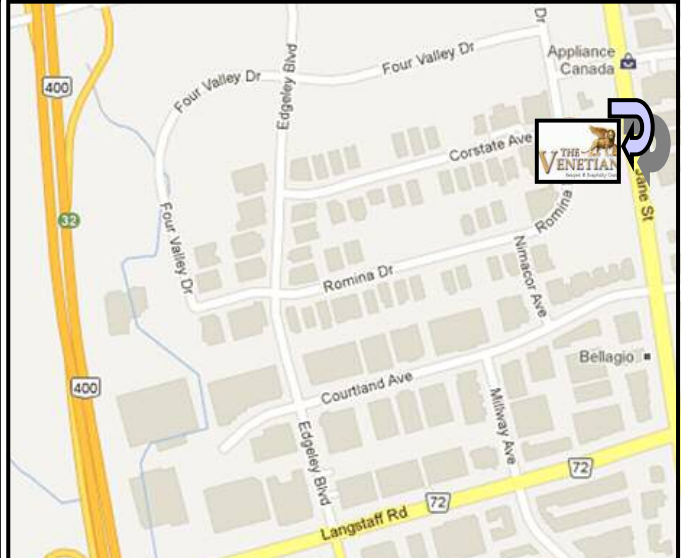 Dr
Appliance
Canada
400
Four Valley Dr
Four Valley Dr
Edgeley Blvd
Corstate Ave
THE
VENETIAN
Jane St
32
Four Valley Dr
Romina
Romina Dr
Nimacor Ave
Bellagio
400
Courtland Ave
Millway Ave
Edgeley Blvd
72
72
Langstaff Rd